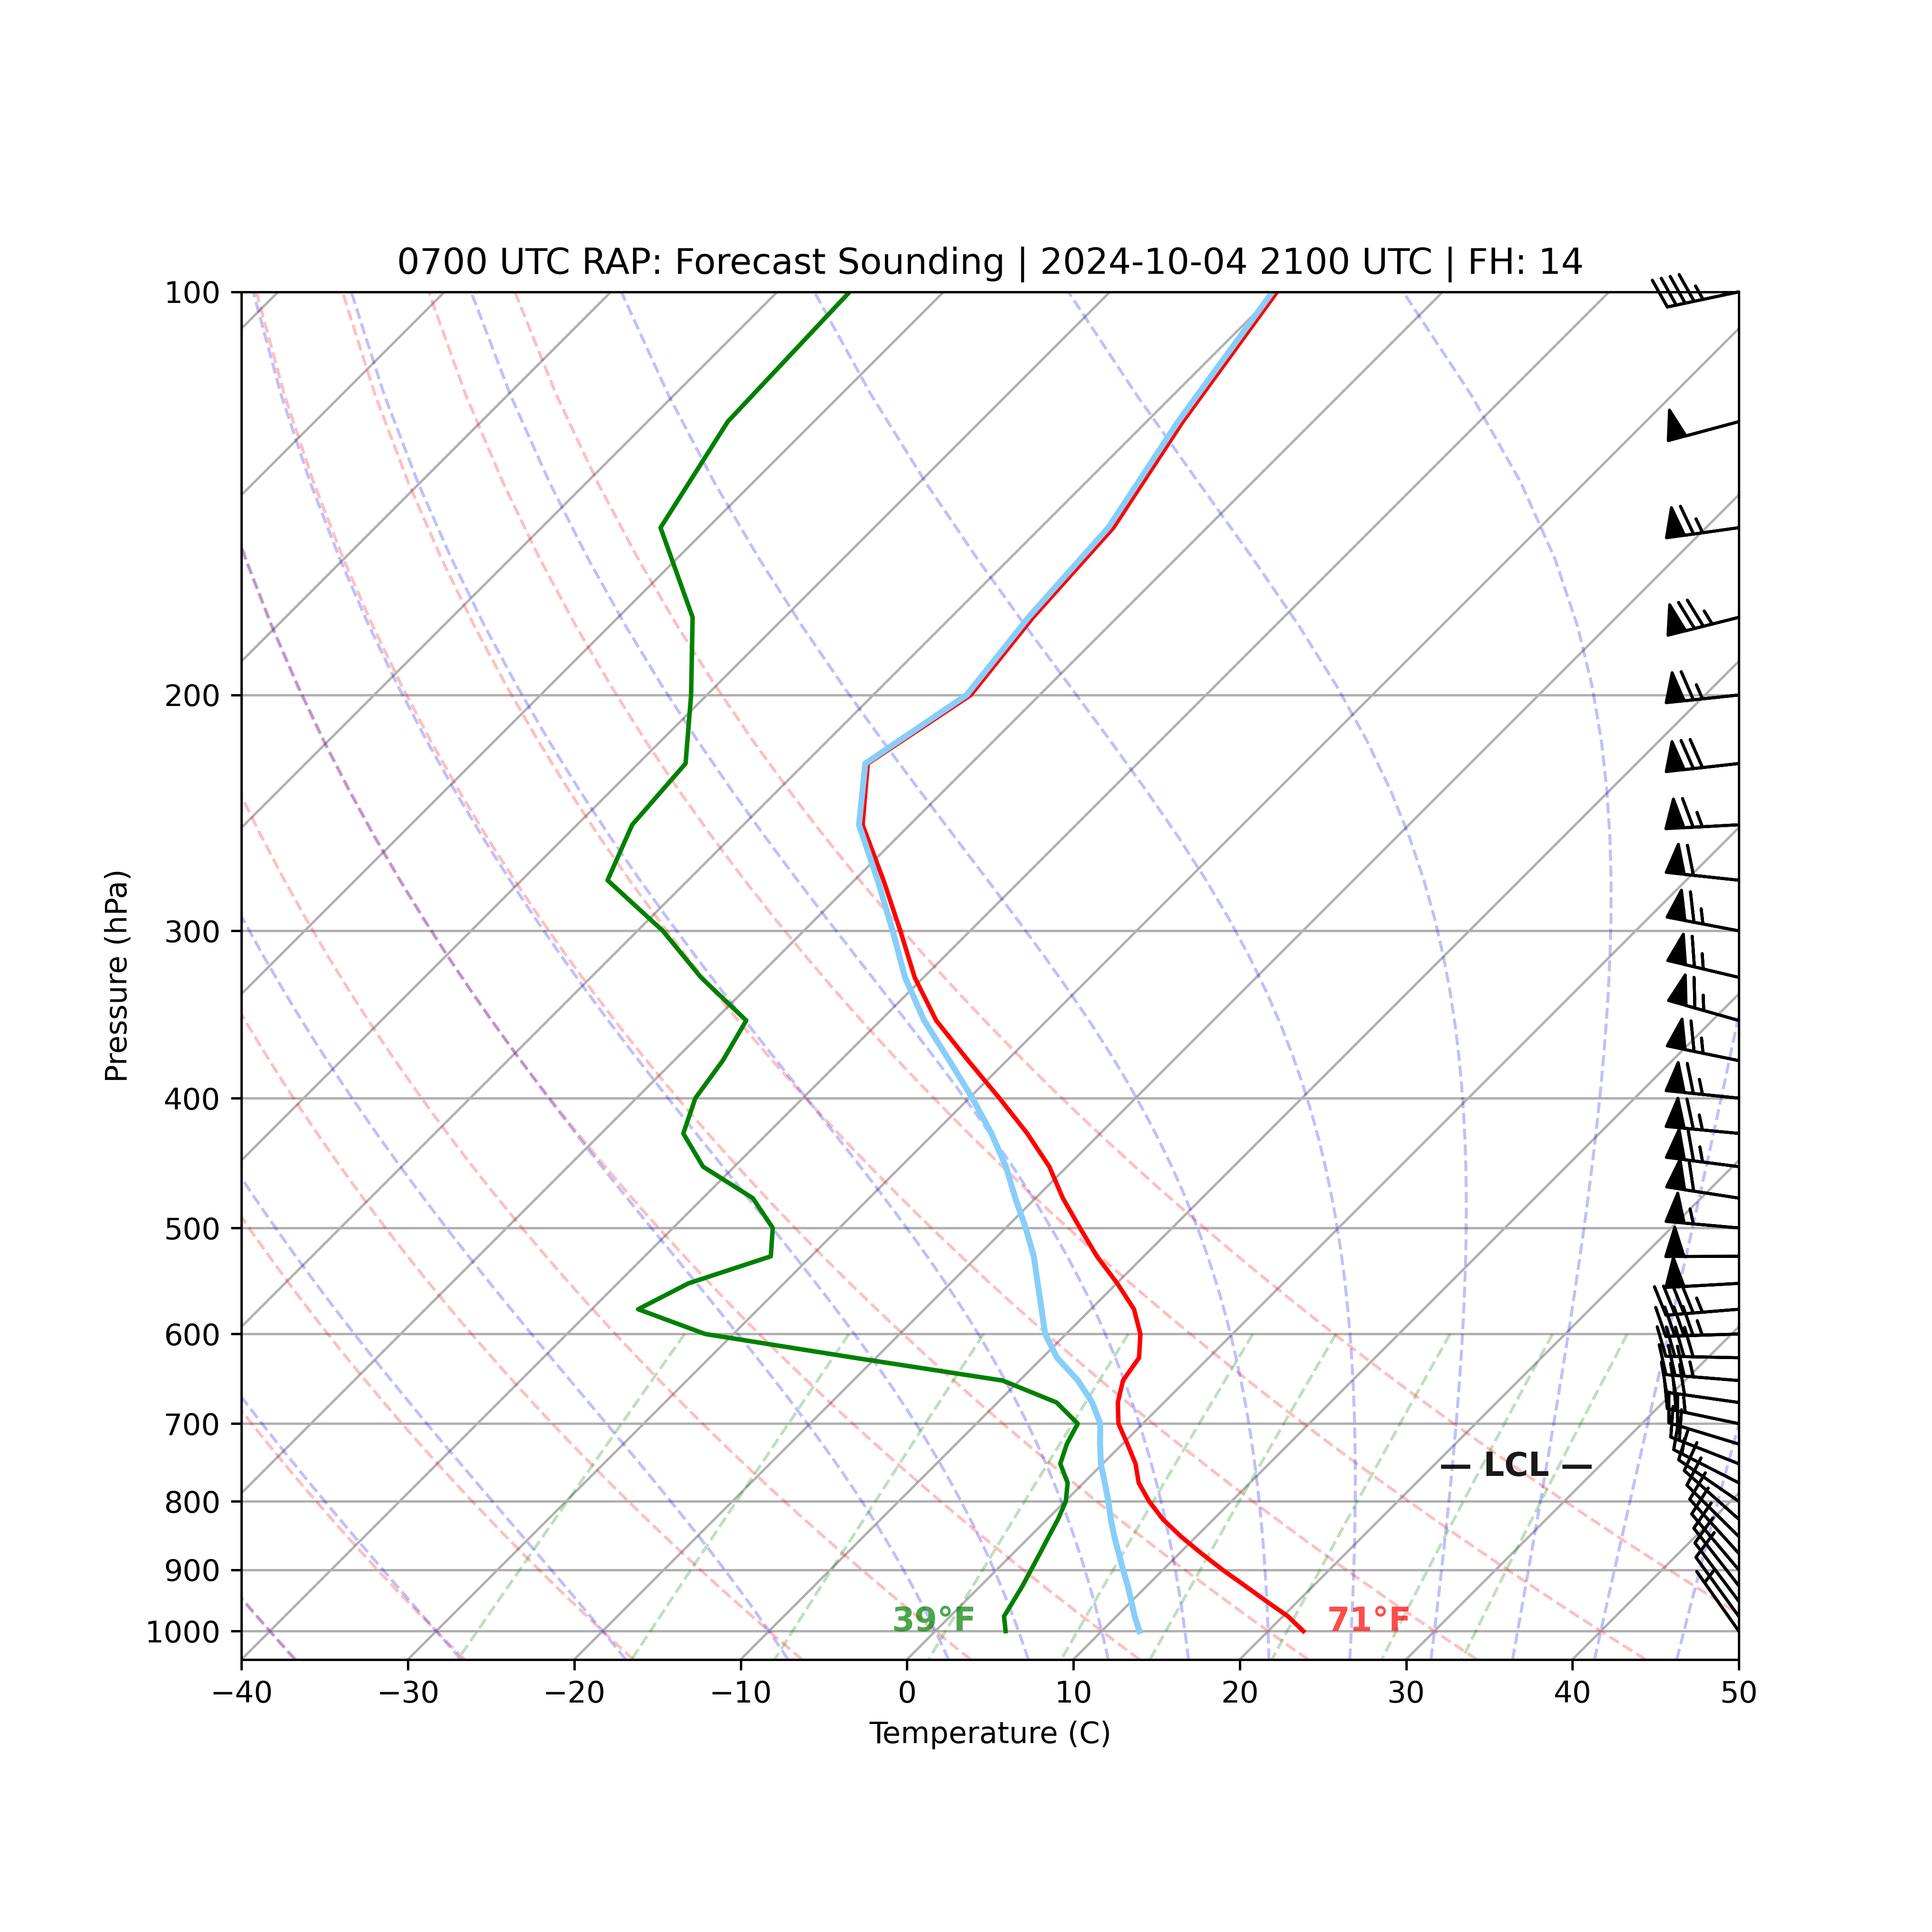 0700 UTC RAP: Forecast Sounding | 2024-10-04 2100 UTC | FH: 14
100
200
300
400
500
600
700
800
900
1000
Pressure (hPa)
— LCL —
39°F
71°F
−40 −30 −20 −10 0 10 20 30 40 50
Temperature (C)